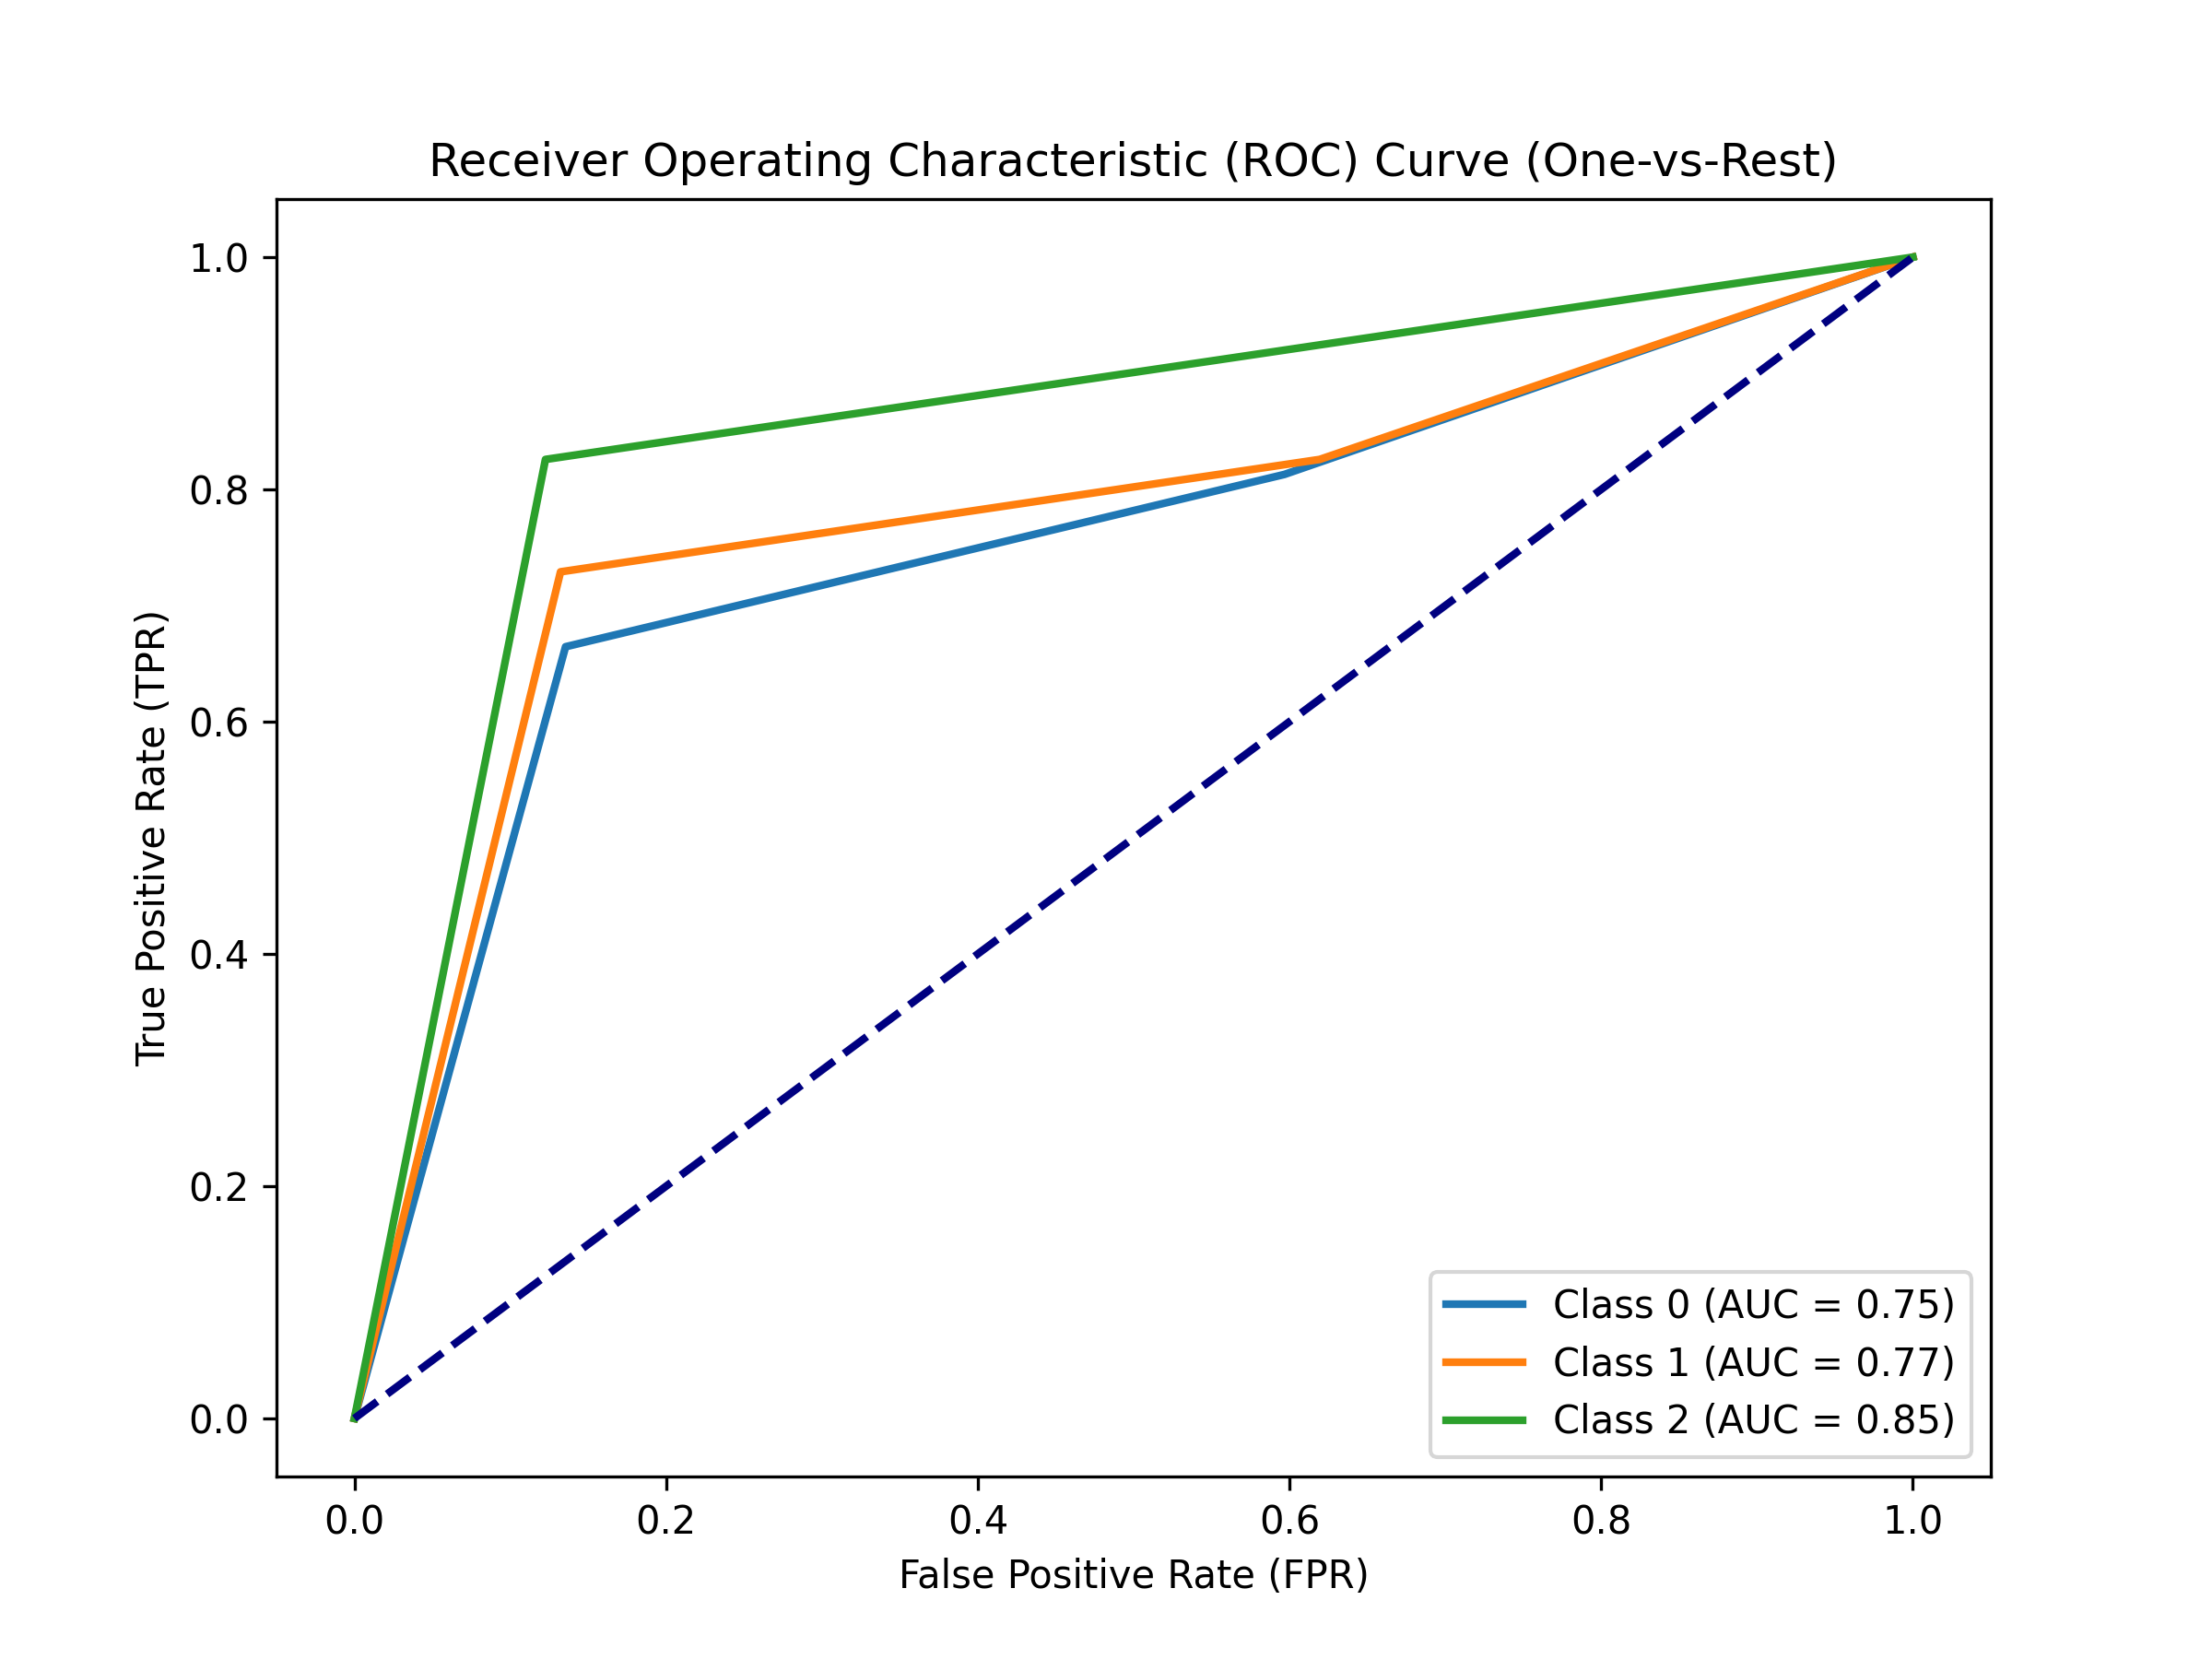 Receiver Operating Characteristic (ROC) Curve (One-vs-Rest)
True Positive Rate (TPR)
1.0
0.8
0.6
0.4
0.2
0.0
Class 0 (AUC = 0.75)
Class 1 (AUC = 0.77)
Class 2 (AUC = 0.85)
0.0 0.2 0.4 0.6 0.8 1.0
False Positive Rate (FPR)